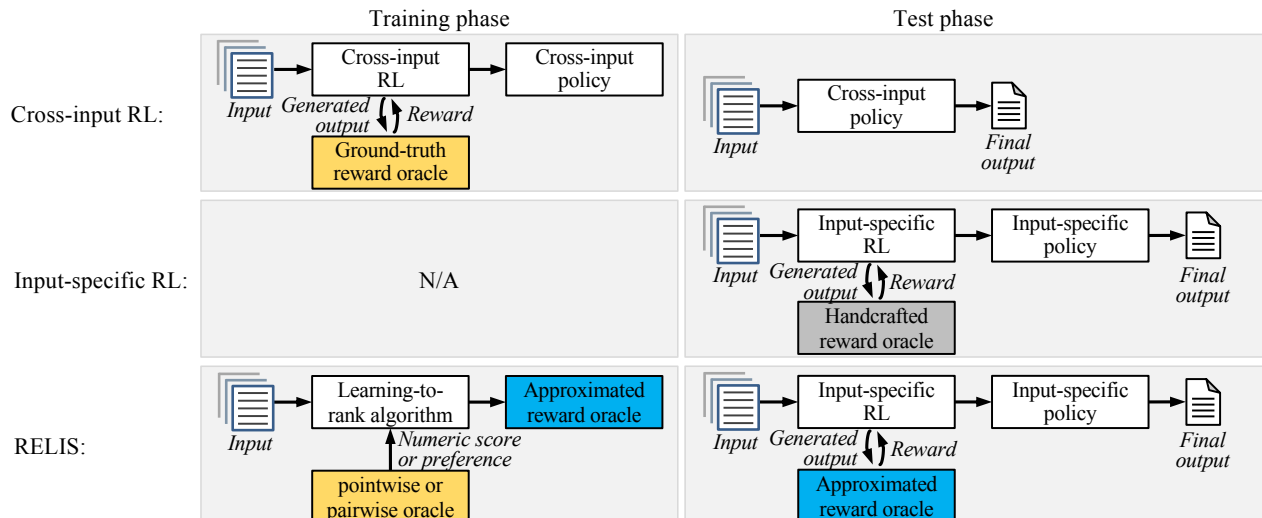 Training phase
Test phase
Cross-input RL:
Input
Cross-input
RL
Cross-input
policy
Generated
output
Reward
Ground-truth
reward oracle
Input
Cross-input
policy
Final
output
Input-specific RL:
N/A
Input
Input-specific
RL
Input-specific
policy
Generated
output
Reward
Handcrafted
reward oracle
Final
output
RELIS:
Input
Learning-to-
rank algorithm
Approximated
reward oracle
Numeric score
or preference
pointwise or
pairwise oracle
Input
Input-specific
RL
Input-specific
policy
Generated
output
Reward
Approximated
reward oracle
Final
output